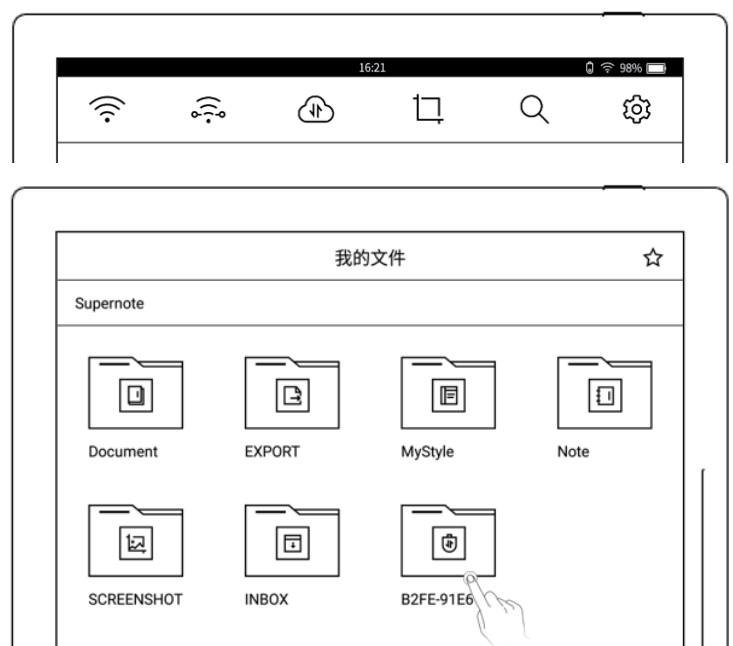 16:21
98%
我的文件
Supernote
Document
EXPORT
MyStyle
Note
SCREENSHOT
INBOX
B2FE-91E6